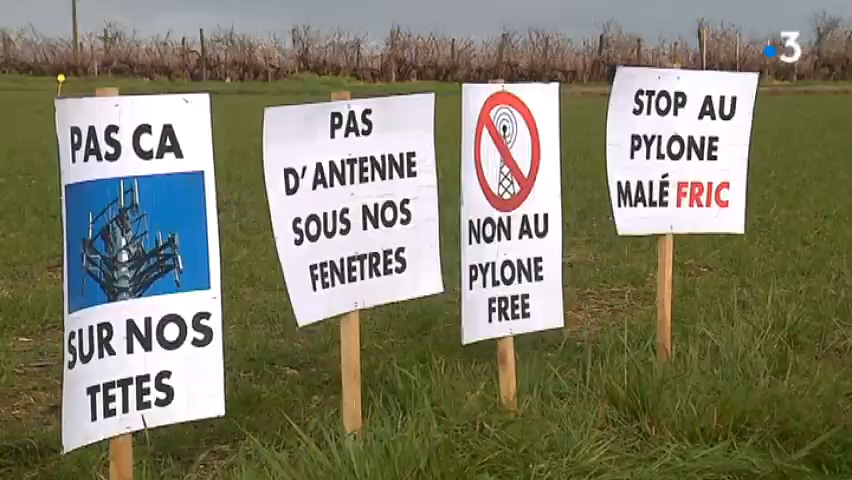 PAS CA
SUR NOS
TETES
PAS
D'ANTENNE
SOUS NOS
FENETRES
NON AU
PYLONE
FREE
STOP AU
PYLONE
MALÉ FRIC
3